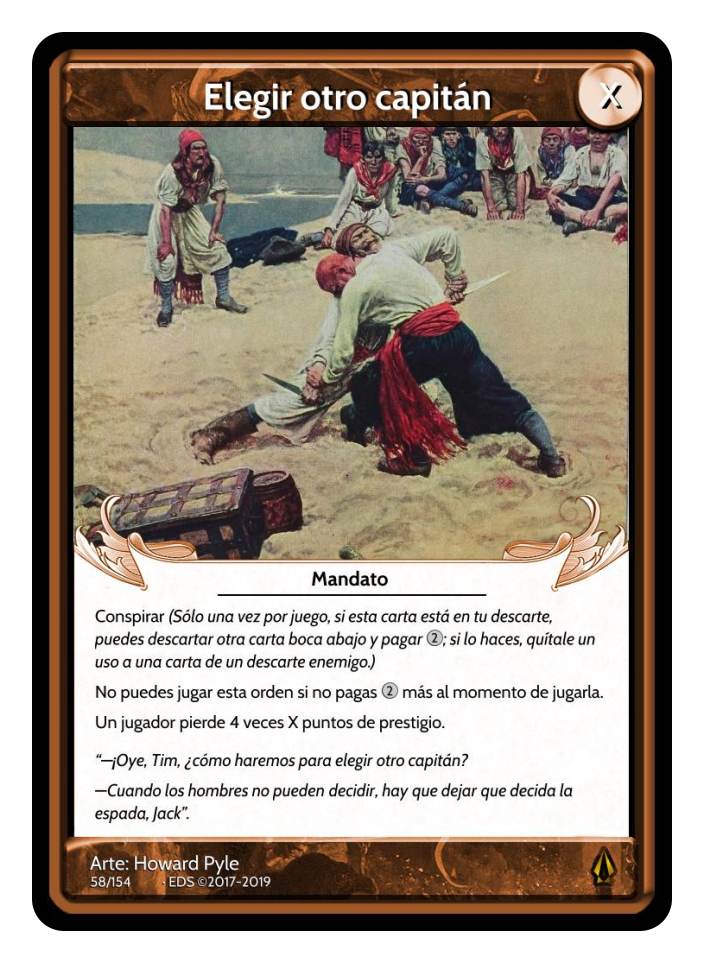 Elegir otro capitán
X
Mandato
Conspirar (Sólo una vez por juego, si esta carta está en tu descarte,
puedes descartar otra carta boca abajo y pagar 2; si lo haces, quítale un
uso a una carta de un descarte enemigo.)
No puedes jugar esta orden si no pagas 2 más al momento de jugarla.
Un jugador pierde 4 veces X puntos de prestigio.
“—¡Oye, Tim, ¿cómo haremos para elegir otro capitán?
—Cuando los hombres no pueden decidir, hay que dejar que decida la
espada, Jack”.
Arte: Howard Pyle
58/154 · EDS ©2017-2019